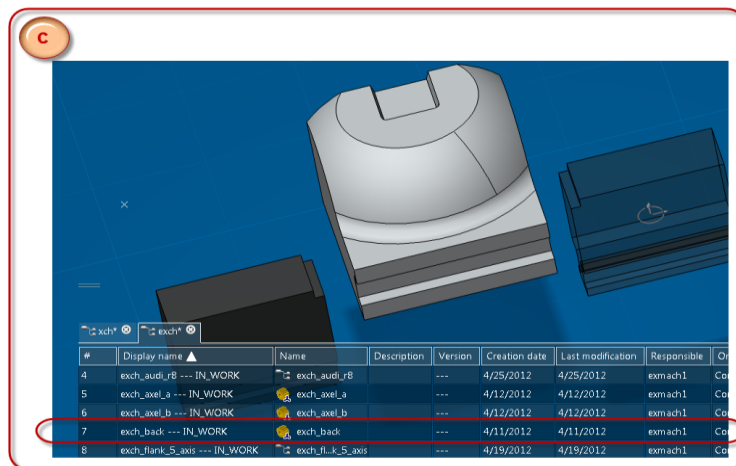 C
xch* exch*
# Display name Name Description Version Creation date Last modification Responsible
4 exch_audi_r8 --- IN_WORK exch_audi_r8 --- 4/25/2012 4/25/2012 exmach1
5 exch_axel_a --- IN_WORK exch_axel_a --- 4/12/2012 4/12/2012 exmach1
6 exch_axel_b --- IN_WORK exch_axel_b --- 4/12/2012 4/12/2012 exmach1
7 exch_back --- IN_WORK exch_back --- 4/11/2012 4/11/2012 exmach1
8 exch_flank_5_axis --- IN_WORK exch_fl...k_5_axis --- 4/19/2012 4/19/2012 exmach1